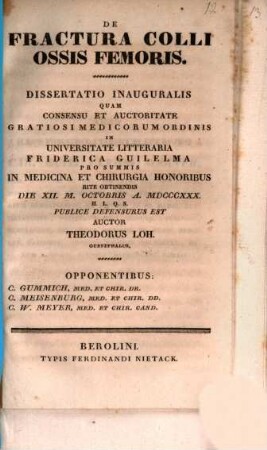 12
13
DE
FRACTURA COLLI
OSSIS FEMORIS.
DISSERTATIO INAUGURALIS
QUAM
CONSENSU ET AUCTORITATE
GRATIOSI MEDICORUM ORDINIS
IN
UNIVERSITATE LITTERARIA
FRIDERICA GUILELMA
PRO SUMMIS
IN MEDICINA ET CHIRURGIA HONORIBUS
RITE OBTINENDIS
DIE XII. M. OCTOBRIS A. MDCCCXXX.
H. L. Q. S.
PUBLICE DEFENSURUS EST
AUCTOR
THEODORUS LOH.
GUESTPHALUS.
OPPONENTIBUS:
C. GUMMICH, MED. ET CHIR. DR.
C. MEISENBURG, MED. ET CHIR. DD.
C. W. MEYER, MED. ET CHIR. CAND.
BEROLINI.
TYPIS FERDINANDI NIETACK.